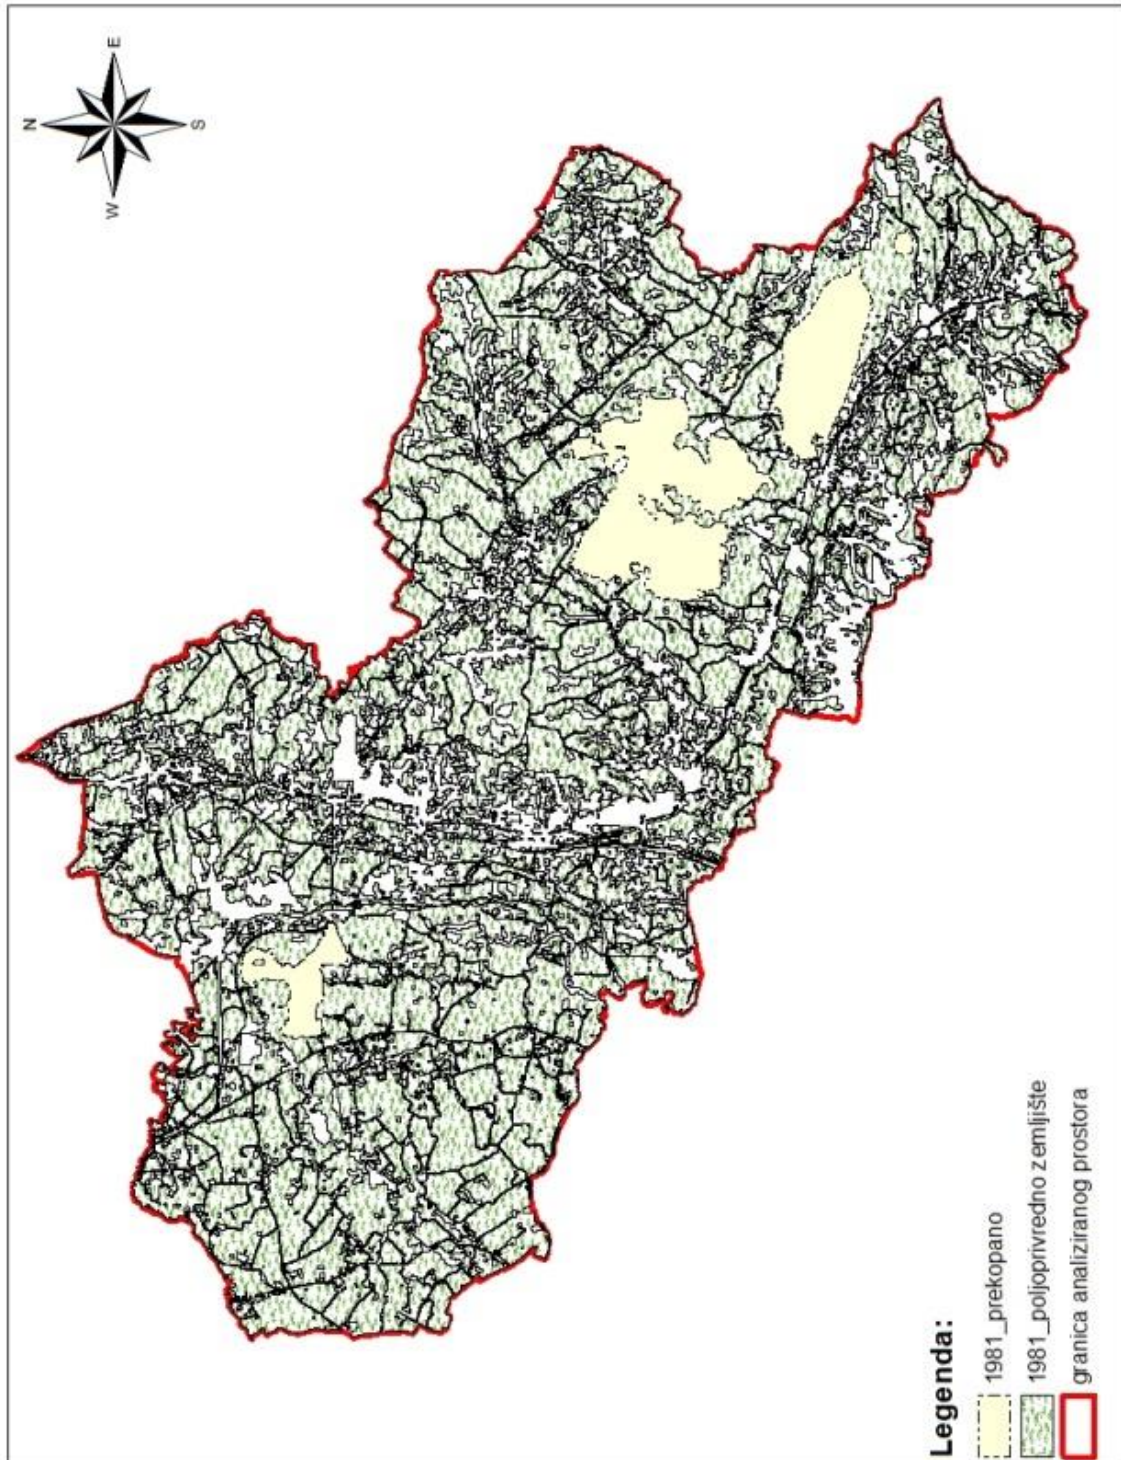 N
E
W
S
Legenda:
1981_prekopano
1981_poljoprivredno zemljište
granica analiziranog prostora